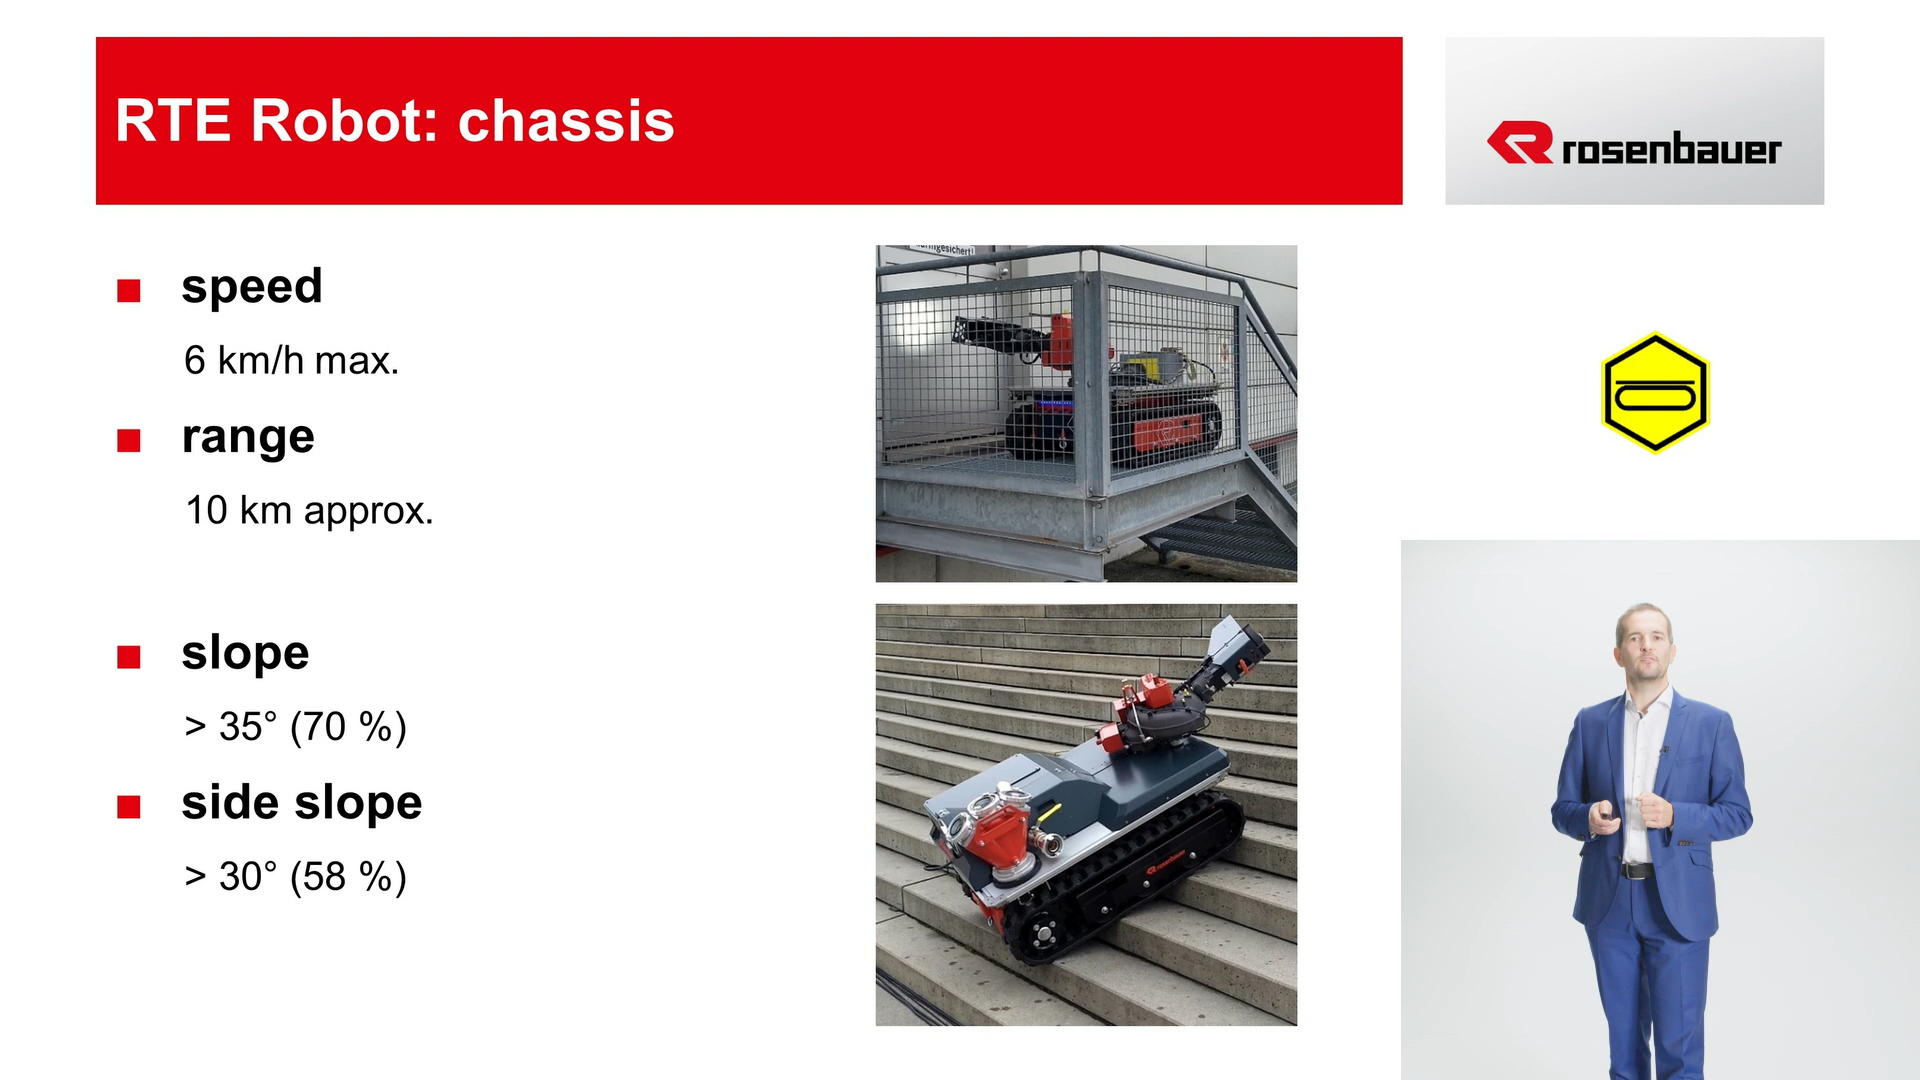 RTE Robot: chassis
rosenbauer
speed
6 km/h max.
range
10 km approx.
slope
> 35° (70 %)
side slope
> 30° (58 %)
rosenbauer